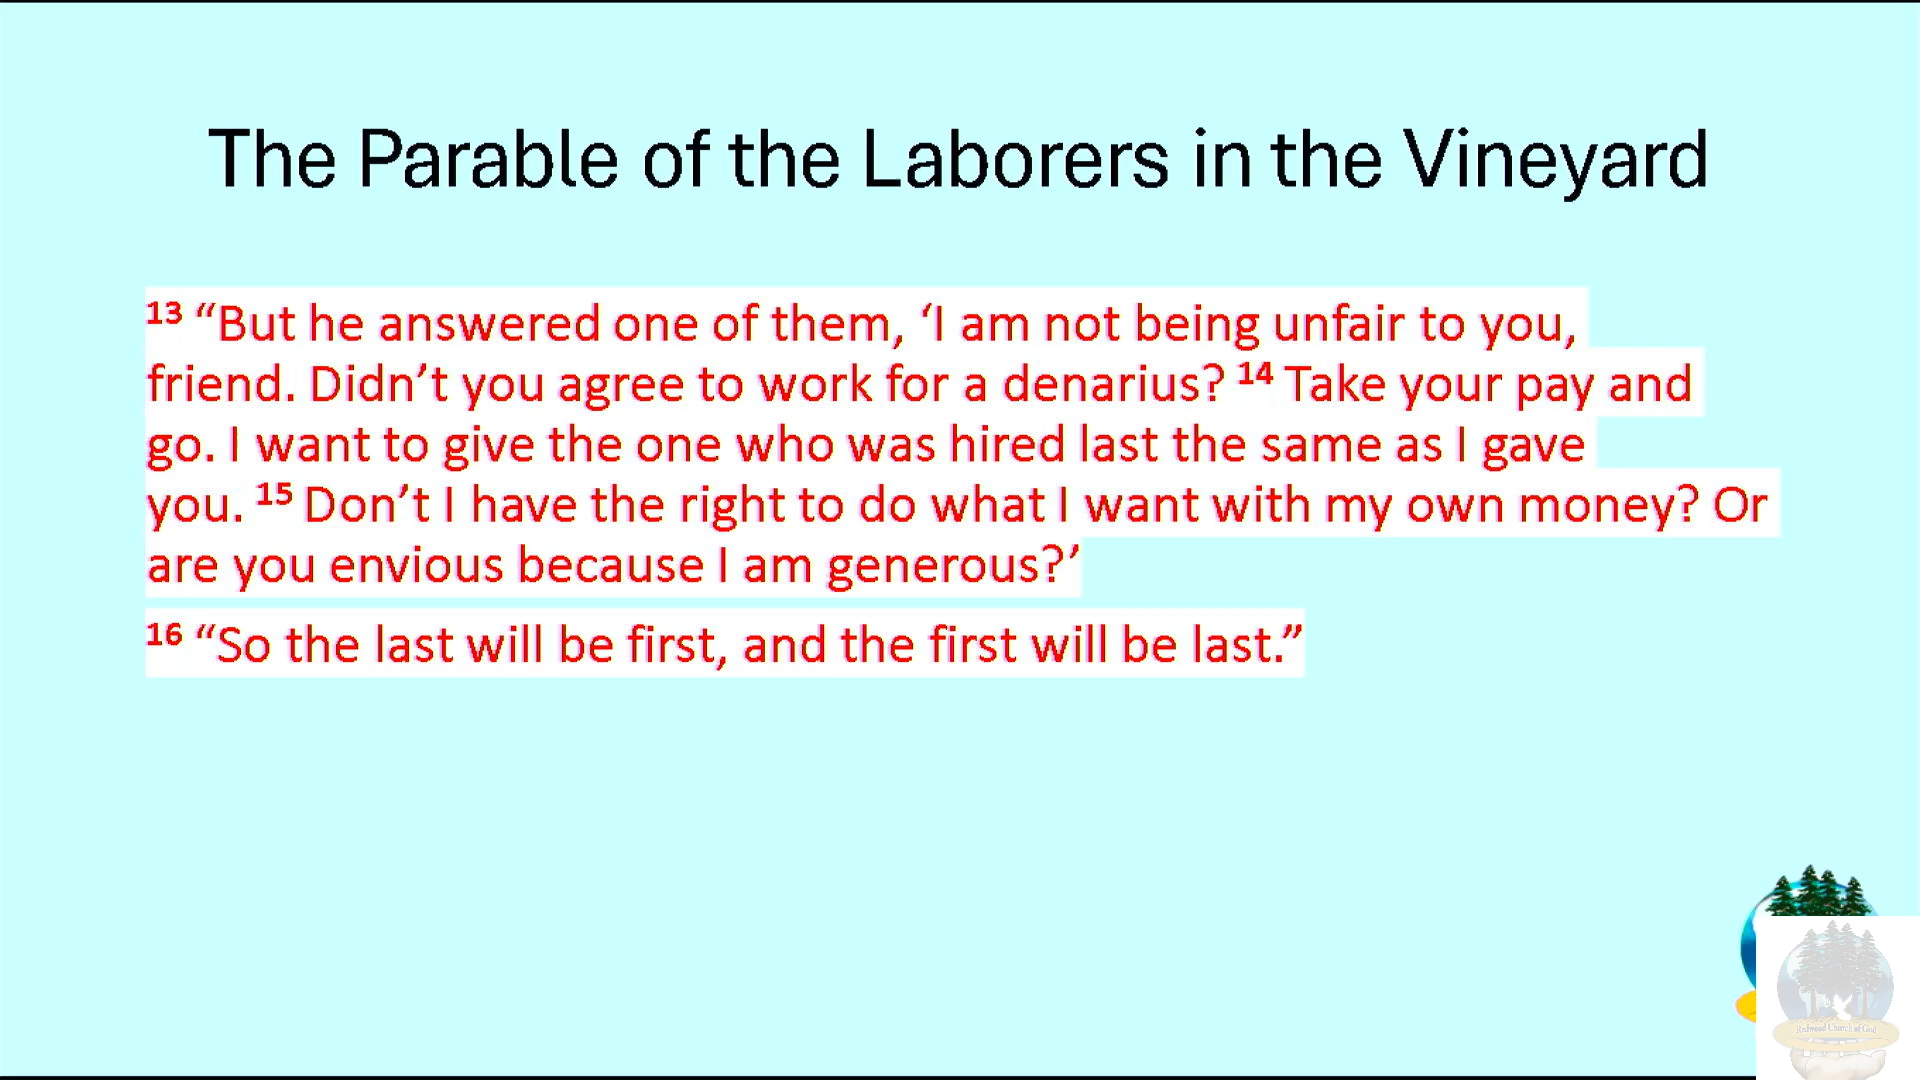 The Parable of the Laborers in the Vineyard
13 “But he answered one of them, ‘I am not being unfair to you,
friend. Didn’t you agree to work for a denarius? 14 Take your pay and
go. I want to give the one who was hired last the same as I gave
you. 15 Don’t I have the right to do what I want with my own money? Or
are you envious because I am generous?’
16 “So the last will be first, and the first will be last.”
Redwood Church of God